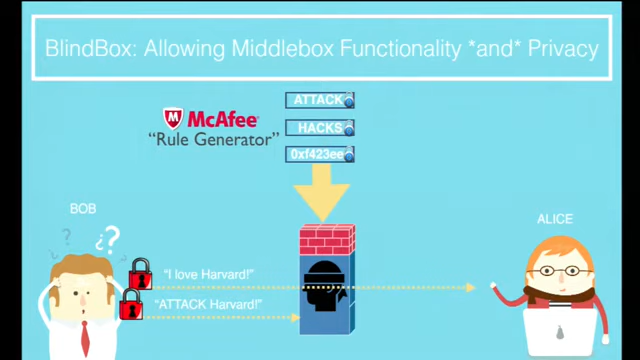 BlindBox: Allowing Middlebox Functionality *and* Privacy
ATTACK
McAfee®
HACKS
"Rule Generator"
0xf423ee
BOB
ALICE
"I love Harvard!"
"ATTACK Harvard!"
? ? ?